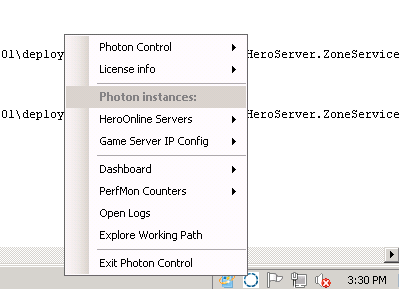 Photon Control
License info
01\deploy HeroServer.ZoneService
Photon instances:
HeroOnline Servers
01\deploy HeroServer.ZoneService
Game Server IP Config
Dashboard
PerfMon Counters
Open Logs
Explore Working Path
Exit Photon Control
3:30 PM